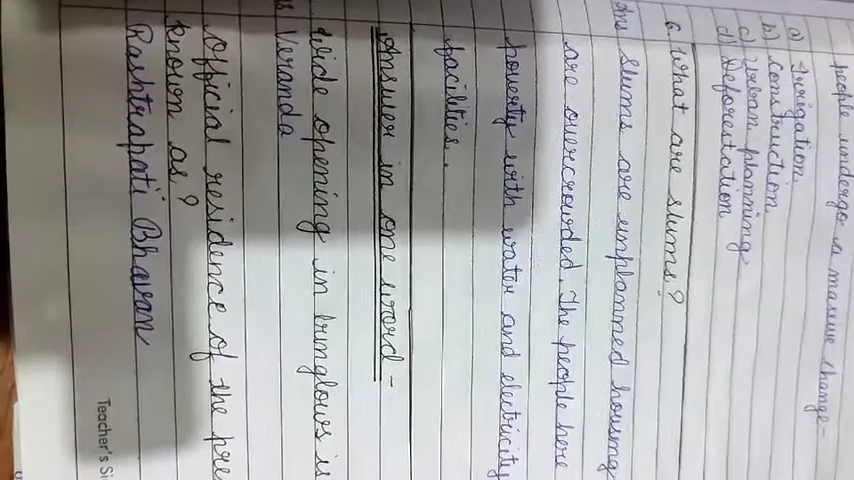 people undergo a massive change-
a) Irrigation
b) Construction
c) Urban planning
d) Deforestation
6. What are slums?
Ans Slums are unplanned housing
are overcrowded. The people here
poverty with water and electricity
facilities.
Answer in one word-
wide opening in bunglows is
Veranda
official residence of the pre
known as?
Rashtrapati Bhavan
Teacher's Si